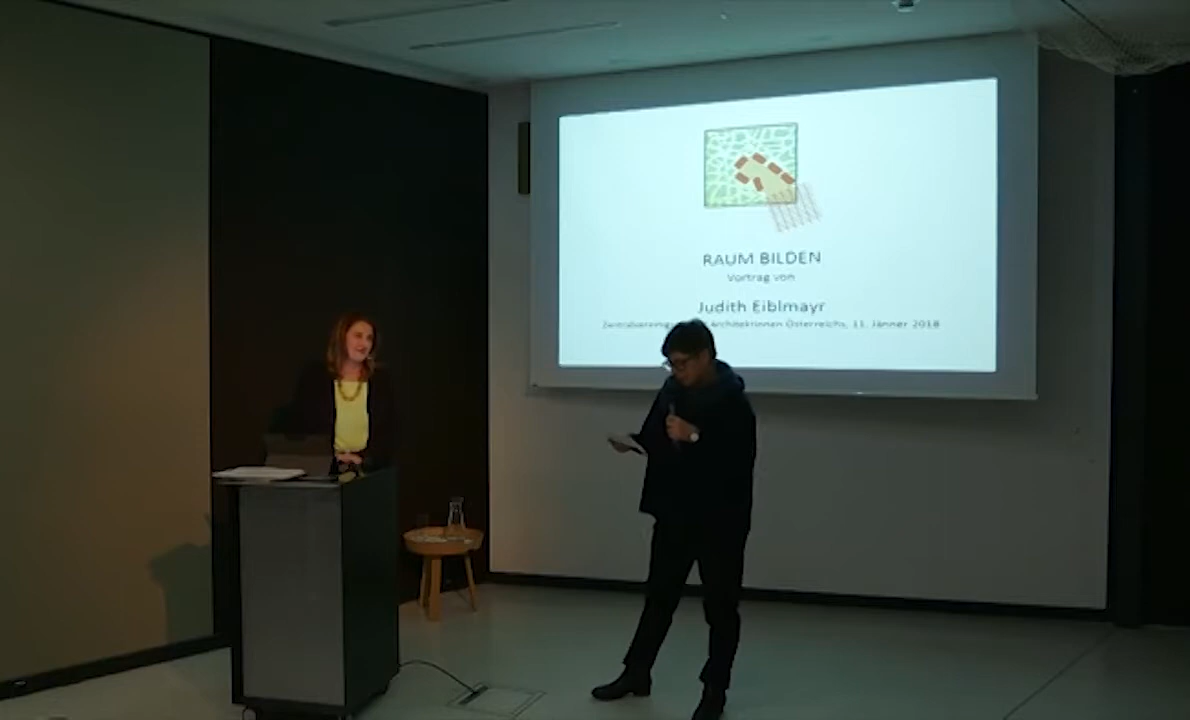 RAUM BILDEN
Vortrag von
Judith Eiblmayr
Architektinnen Österreichs, 11. Jänner 2018